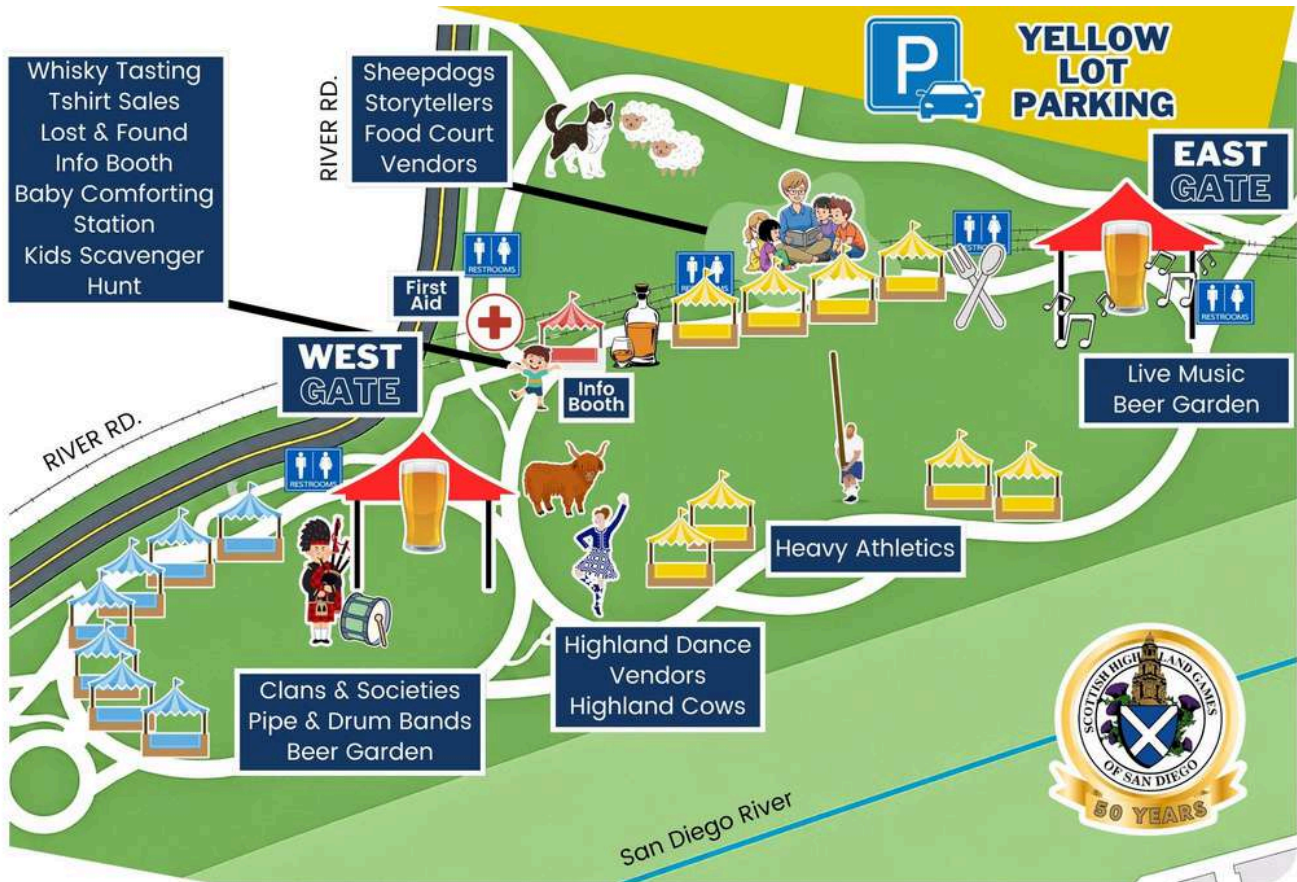 Whisky Tasting
Tshirt Sales
Lost & Found
Info Booth
Baby Comforting
Station
Kids Scavenger
Hunt
RIVER RD.
Sheepdogs
Storytellers
Food Court
Vendors
P
YELLOW
LOT
PARKING
EAST
GATE
RESTROOMS
RESTROOMS
First
Aid
RESTROOMS
RESTROOMS
WEST
GATE
Info
Booth
Live Music
Beer Garden
RIVER RD.
RESTROOMS
Heavy Athletics
Highland Dance
Vendors
Highland Cows
Clans & Societies
Pipe & Drum Bands
Beer Garden
San Diego River
SCOTTISH HIGHLAND GAMES
OF SAN DIEGO
50 YEARS